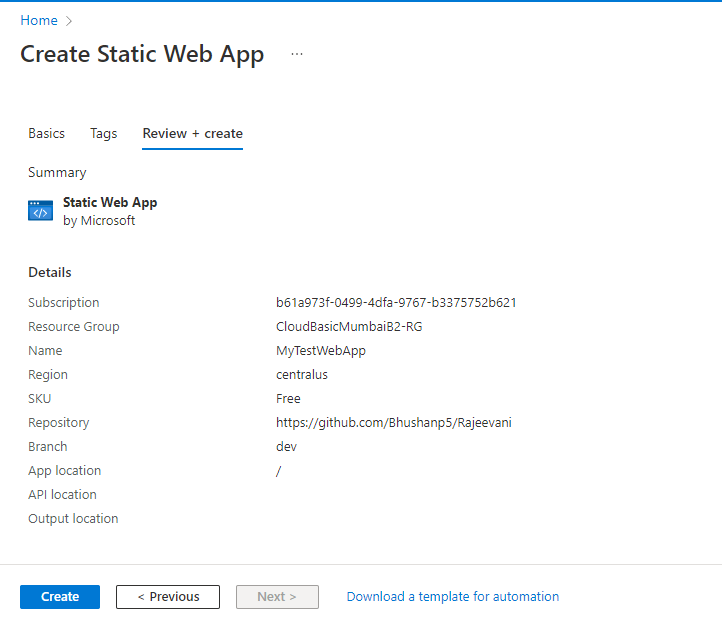 Home >
Create Static Web App ...
Basics Tags Review + create
Summary
Static Web App
by Microsoft
Details
Subscription b61a973f-0499-4dfa-9767-b3375752b621
Resource Group CloudBasicMumbaiB2-RG
Name MyTestWebApp
Region centralus
SKU Free
Repository https://github.com/Bhushanp5/Rajeevani
Branch dev
App location /
API location
Output location
Create < Previous Next > Download a template for automation